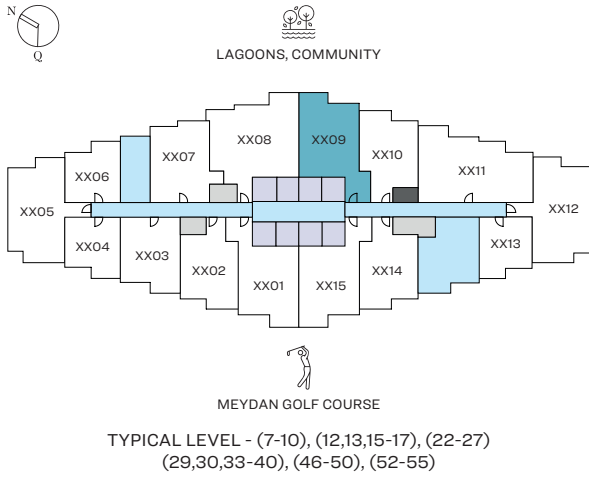 N
Q
LAGOONS, COMMUNITY
XX08
XX09
XX07
XX10
XX06
XX11
XX05
XX12
XX04
XX03
XX02
XX01
XX15
XX14
XX13
MEYDAN GOLF COURSE
TYPICAL LEVEL - (7-10), (12,13,15-17), (22-27)
(29,30,33-40), (46-50), (52-55)